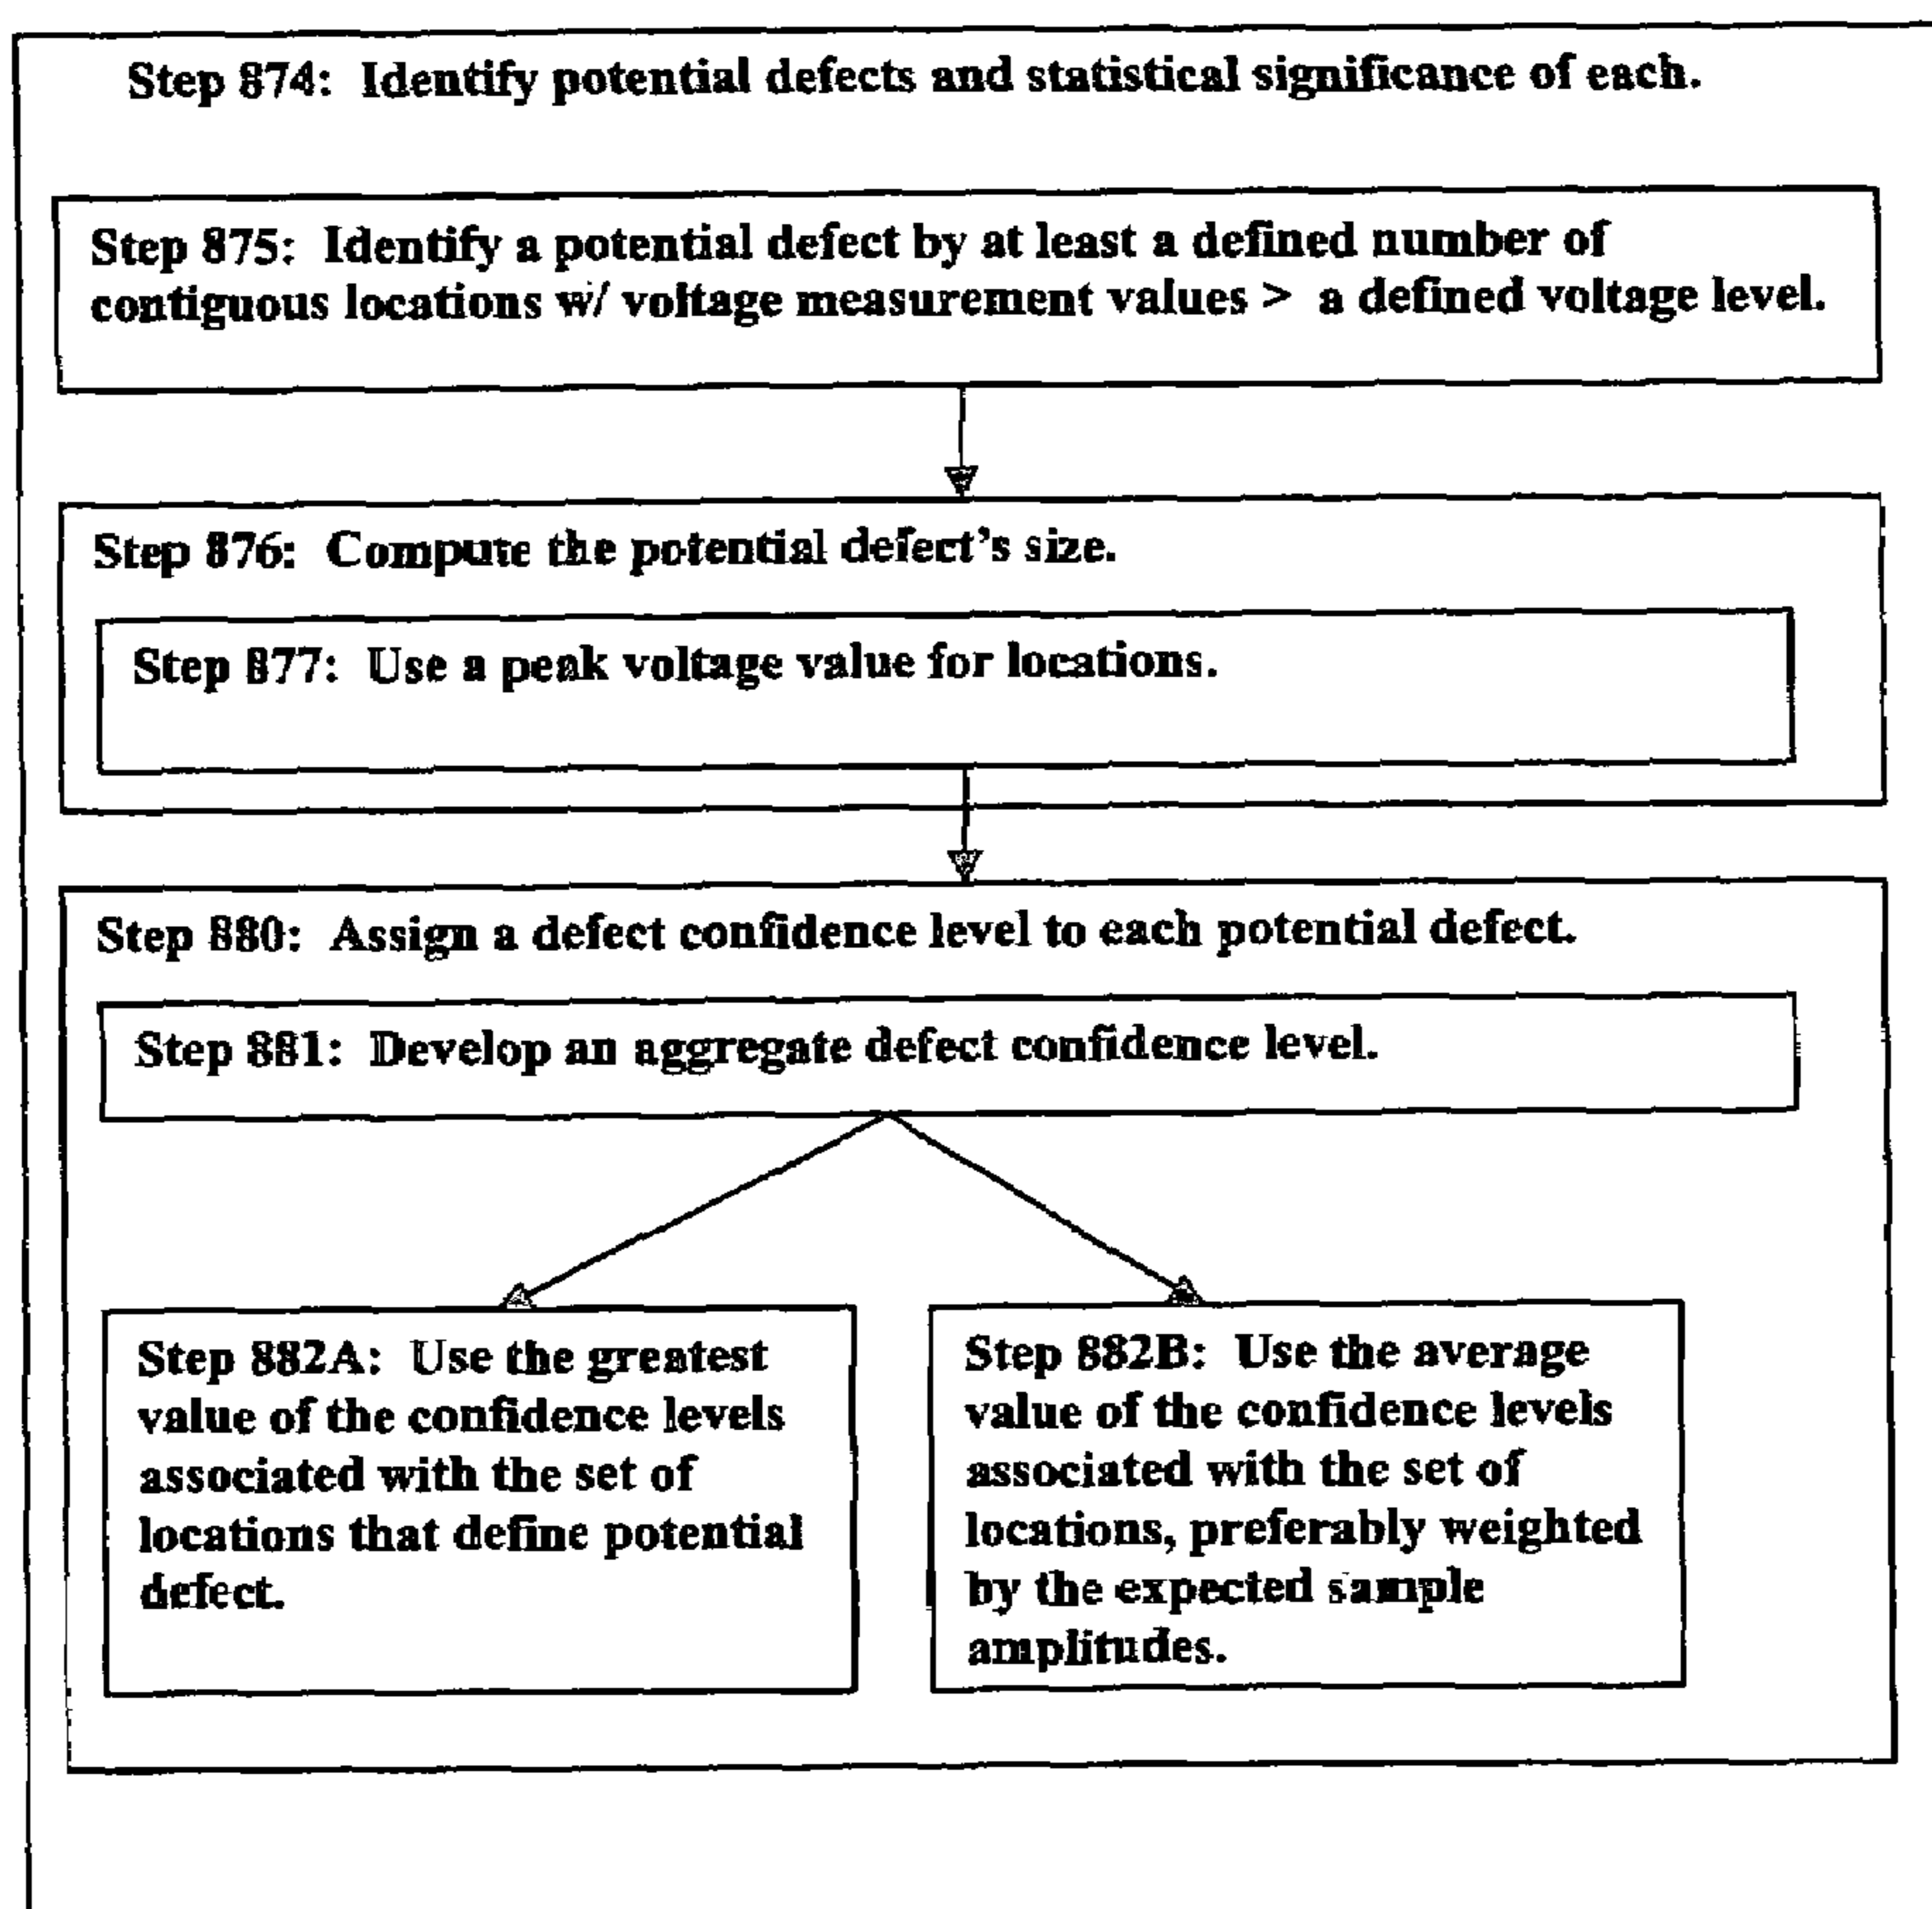 Step 874: Identify potential defects and statistical significance of each.
Step 875: Identify a potential defect by at least a defined number of
contiguous locations w/ voltage measurement values > a defined voltage level.
Step 876: Compute the potential defect's size.
Step 877: Use a peak voltage value for locations.
Step 880: Assign a defect confidence level to each potential defect.
Step 881: Develop an aggregate defect confidence level.
Step 882A: Use the greatest
value of the confidence levels
associated with the set of
locations that define potential
defect.
Step 882B: Use the average
value of the confidence levels
associated with the set of
locations, preferably weighted
by the expected sample
amplitudes.